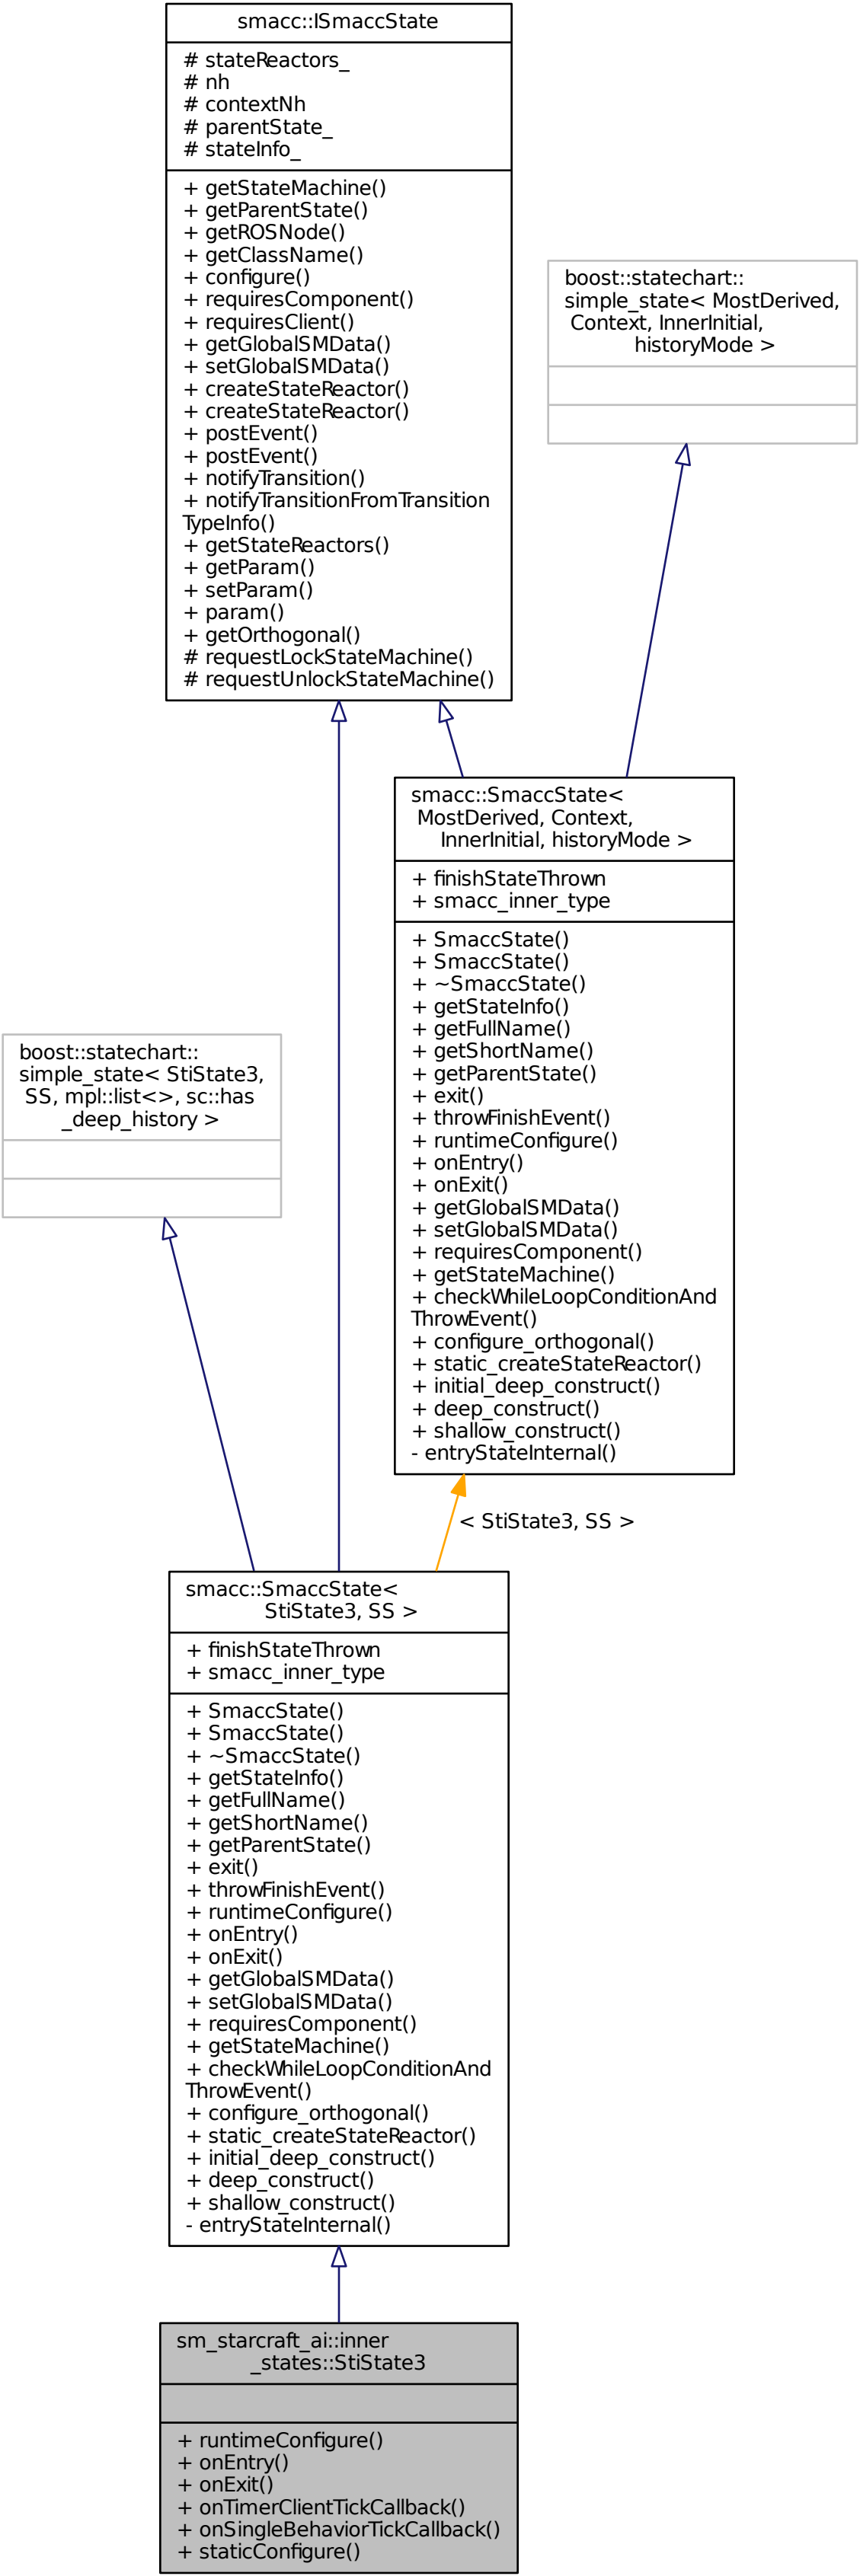 smacc::ISmaccState
# stateReactors_
# nh
# contextNh
# parentState_
# stateInfo_
+ getStateMachine()
+ getParentState()
+ getROSNode()
+ getClassName()
+ configure()
+ requiresComponent()
+ requiresClient()
+ getGlobalSMData()
+ setGlobalSMData()
+ createStateReactor()
+ createStateReactor()
+ postEvent()
+ postEvent()
+ notifyTransition()
+ notifyTransitionFromTransition
TypeInfo()
+ getStateReactors()
+ getParam()
+ setParam()
+ param()
+ getOrthogonal()
# requestLockStateMachine()
# requestUnlockStateMachine()
boost::statechart::
simple_state< MostDerived,
Context, InnerInitial,
historyMode >
smacc::SmaccState<
MostDerived, Context,
InnerInitial, historyMode >
+ finishStateThrown
+ smacc_inner_type
+ SmaccState()
+ SmaccState()
+ ~SmaccState()
+ getStateInfo()
+ getFullName()
+ getShortName()
+ getParentState()
+ exit()
+ throwFinishEvent()
+ runtimeConfigure()
+ onEntry()
+ onExit()
+ getGlobalSMData()
+ setGlobalSMData()
+ requiresComponent()
+ getStateMachine()
+ checkWhileLoopConditionAnd
ThrowEvent()
+ configure_orthogonal()
+ static_createStateReactor()
+ initial_deep_construct()
+ deep_construct()
+ shallow_construct()
- entryStateInternal()
boost::statechart::
simple_state< StiState3,
SS, mpl::list<>, sc::has
_deep_history >
< StiState3, SS >
smacc::SmaccState<
StiState3, SS >
+ finishStateThrown
+ smacc_inner_type
+ SmaccState()
+ SmaccState()
+ ~SmaccState()
+ getStateInfo()
+ getFullName()
+ getShortName()
+ getParentState()
+ exit()
+ throwFinishEvent()
+ runtimeConfigure()
+ onEntry()
+ onExit()
+ getGlobalSMData()
+ setGlobalSMData()
+ requiresComponent()
+ getStateMachine()
+ checkWhileLoopConditionAnd
ThrowEvent()
+ configure_orthogonal()
+ static_createStateReactor()
+ initial_deep_construct()
+ deep_construct()
+ shallow_construct()
- entryStateInternal()
sm_starcraft_ai::inner
_states::StiState3
+ runtimeConfigure()
+ onEntry()
+ onExit()
+ onTimerClientTickCallback()
+ onSingleBehaviorTickCallback()
+ staticConfigure()